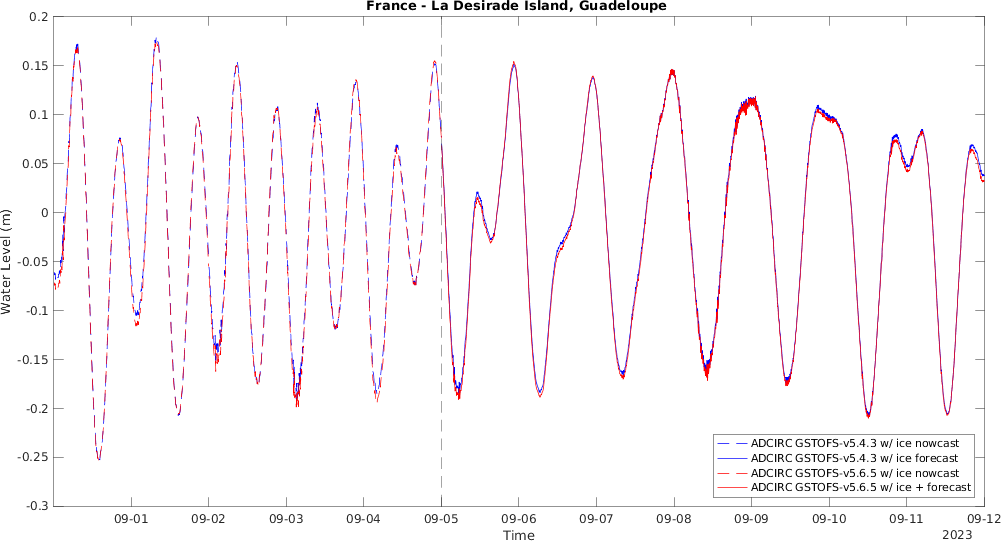 France - La Desirade Island, Guadeloupe
0.2
0.15
0.1
0.05
0
-0.05
-0.1
-0.15
-0.2
-0.25
-0.3
Water Level (m)
ADCIRC GSTOFS-v5.4.3 w/ ice nowcast
ADCIRC GSTOFS-v5.4.3 w/ ice forecast
ADCIRC GSTOFS-v5.6.5 w/ ice nowcast
ADCIRC GSTOFS-v5.6.5 w/ ice + forecast
09-01 09-02 09-03 09-04 09-05 09-06 09-07 09-08 09-09 09-10 09-11 09-12
Time
2023